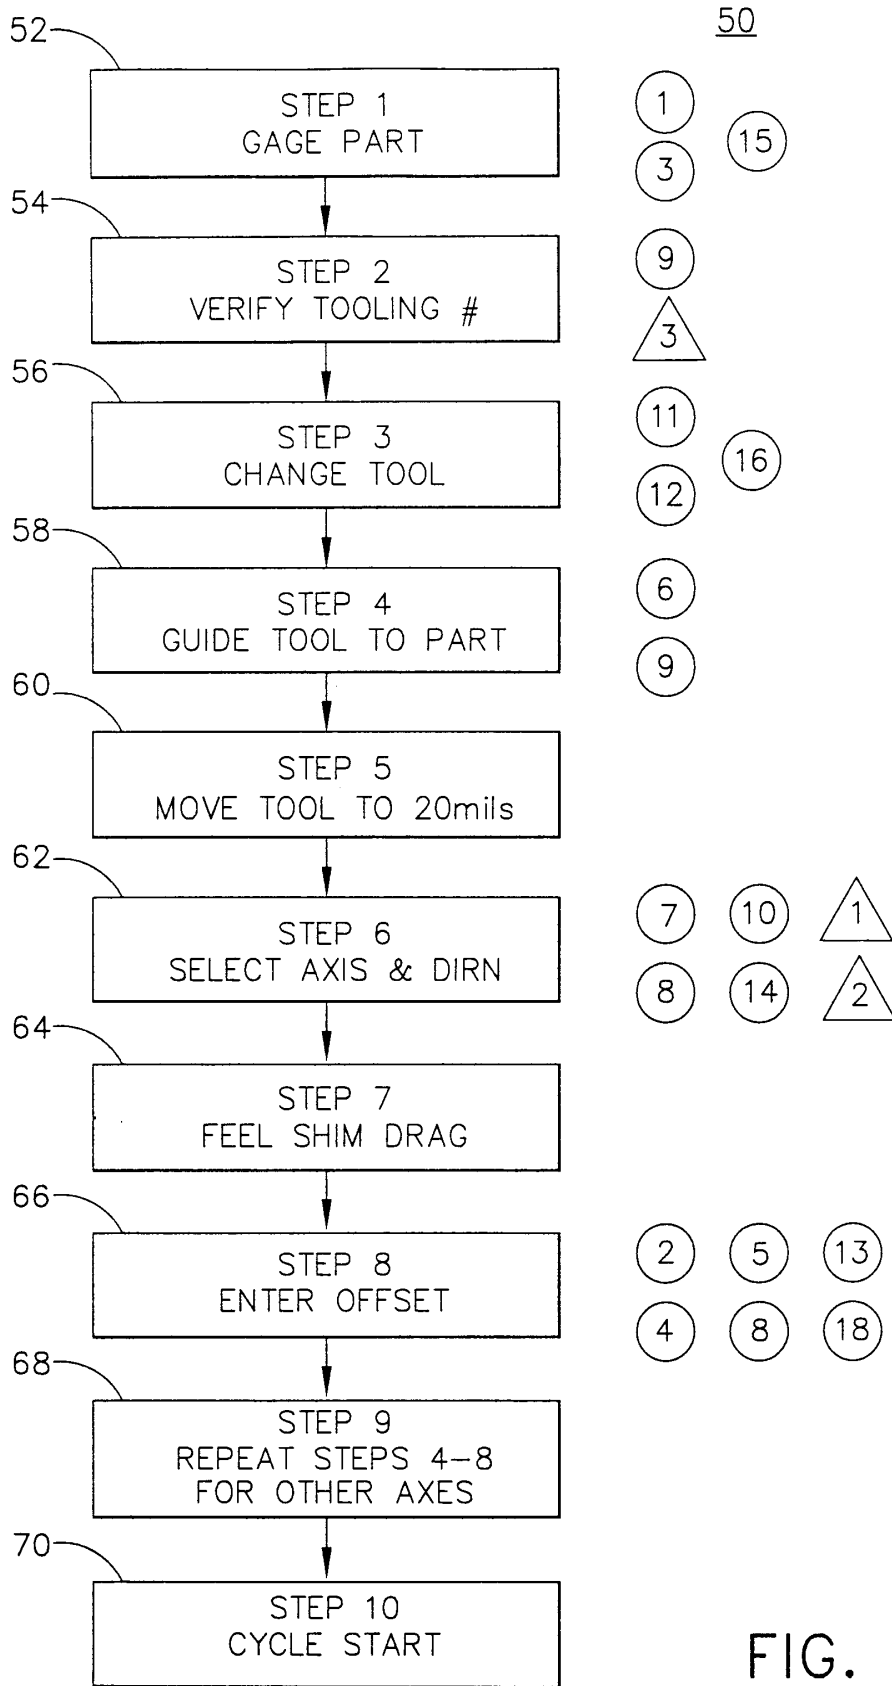 50
52
STEP 1
GAGE PART
1
15
3
54
STEP 2
VERIFY TOOLING #
9
3
56
STEP 3
CHANGE TOOL
11
16
12
58
STEP 4
GUIDE TOOL TO PART
6
9
60
STEP 5
MOVE TOOL TO 20mils
62
STEP 6
SELECT AXIS & DIRN
7 10 1
8 14 2
64
STEP 7
FEEL SHIM DRAG
66
STEP 8
ENTER OFFSET
2 5 13
4 8 18
68
STEP 9
REPEAT STEPS 4-8
FOR OTHER AXES
70
STEP 10
CYCLE START
FIG.